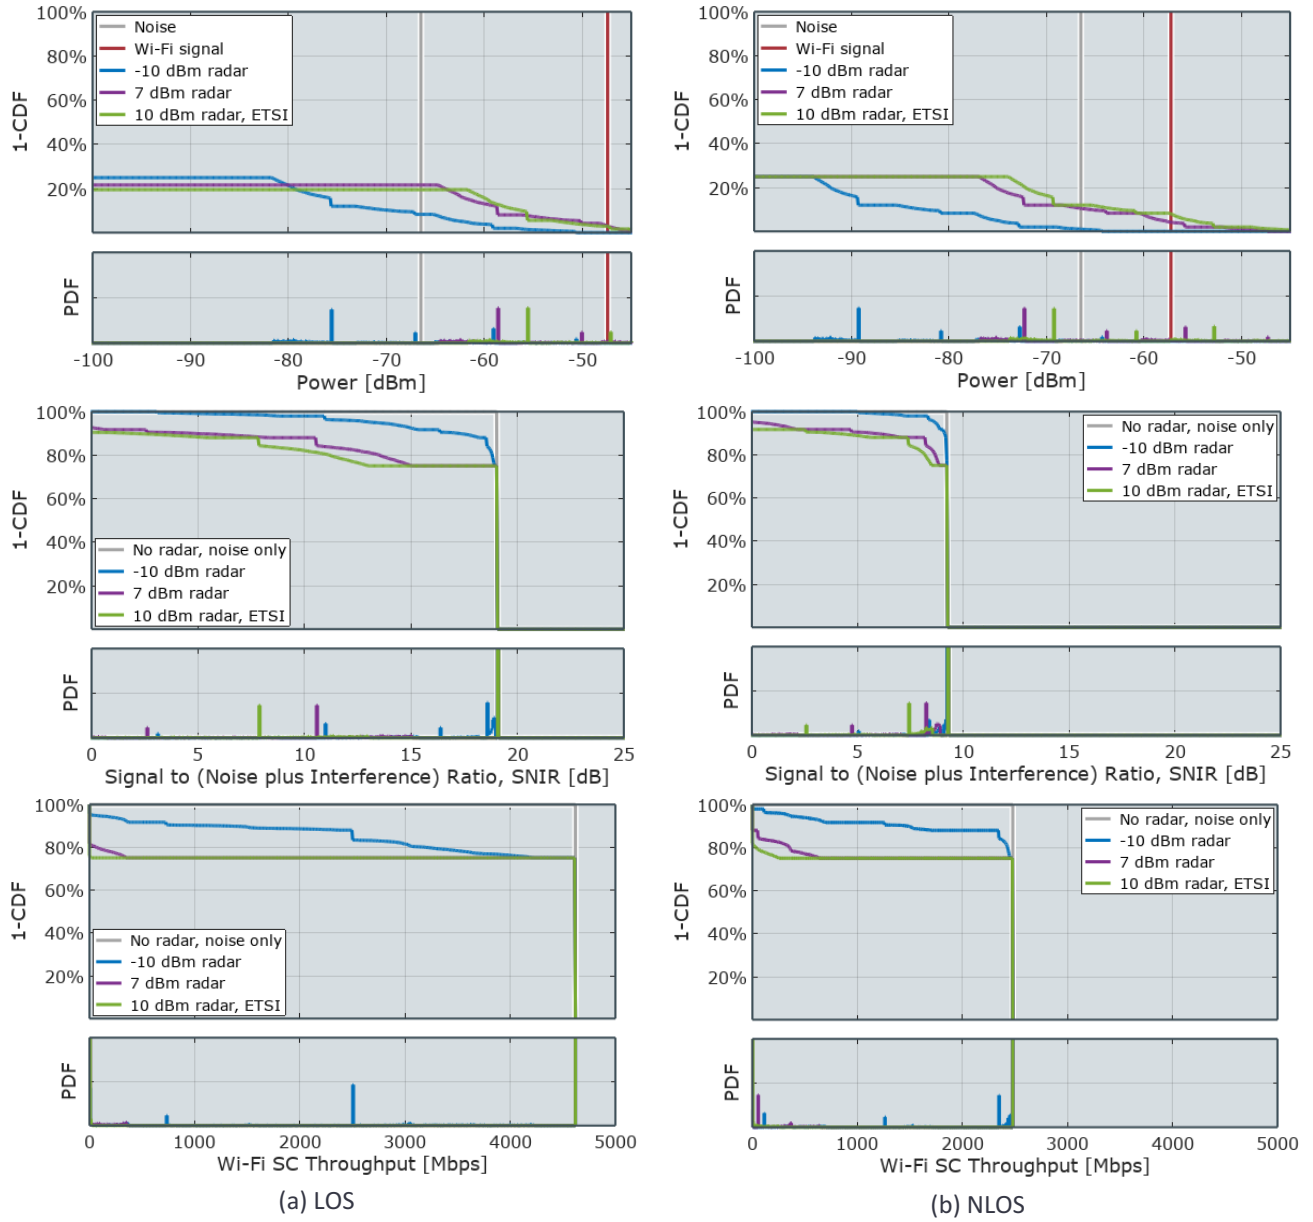 100%
80%
60%
40%
20%
1-CDF
Noise
Wi-Fi signal
-10 dBm radar
7 dBm radar
10 dBm radar, ETSI
PDF
-100
-80
-60
Power [dBm]
100%
80%
60%
40%
20%
1-CDF
Noise
Wi-Fi signal
-10 dBm radar
7 dBm radar
10 dBm radar, ETSI
PDF
-100
-90
-80
-70
-60
-50
Power [dBm]
100%
80%
60%
40%
20%
1-CDF
No radar, noise only
-10 dBm radar
7 dBm radar
10 dBm radar, ETSI
PDF
0
5
10
15
20
25
Signal to (Noise plus Interference) Ratio, SNIR [dB]
100%
80%
60%
40%
20%
1-CDF
No radar, noise only
-10 dBm radar
7 dBm radar
10 dBm radar, ETSI
PDF
0
5
10
15
20
25
Signal to (Noise plus Interference) Ratio, SNIR [dB]
100%
80%
60%
40%
20%
1-CDF
No radar, noise only
-10 dBm radar
7 dBm radar
10 dBm radar, ETSI
PDF
0
1000
2000
3000
4000
5000
Wi-Fi SC Throughput [Mbps]
(a) LOS
100%
80%
60%
40%
20%
1-CDF
No radar, noise only
-10 dBm radar
7 dBm radar
10 dBm radar, ETSI
PDF
0
1000
2000
3000
4000
5000
Wi-Fi SC Throughput [Mbps]
(b) NLOS